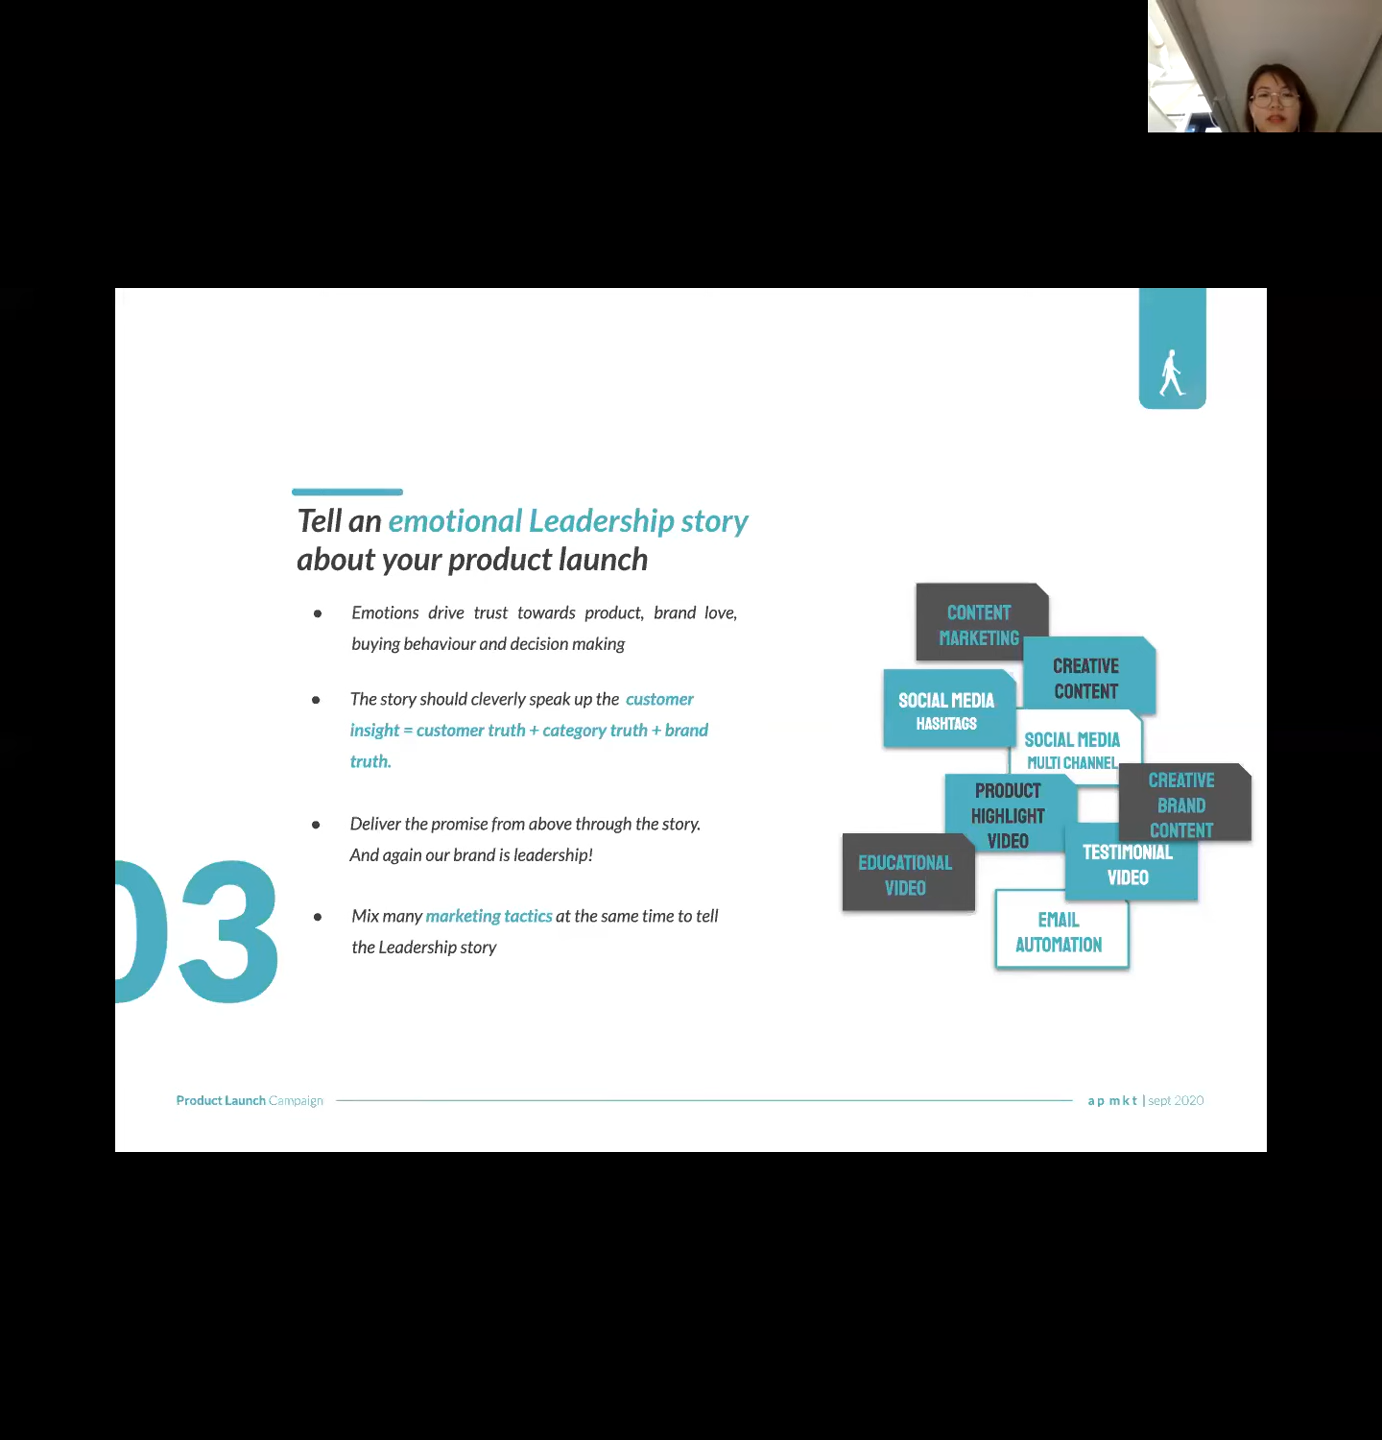 Tell an emotional Leadership story
about your product launch
● Emotions drive trust towards product, brand love,
buying behaviour and decision making
● The story should cleverly speak up the customer
insight = customer truth + category truth + brand
truth.
● Deliver the promise from above through the story.
And again our brand is leadership!
● Mix many marketing tactics at the same time to tell
the Leadership story
03
CONTENT
MARKETING
CREATIVE
CONTENT
SOCIAL MEDIA
HASHTAGS
SOCIAL MEDIA
MULTI CHANNEL
PRODUCT
HIGHLIGHT
VIDEO
CREATIVE
BRAND
CONTENT
EDUCATIONAL
VIDEO
TESTIMONIAL
VIDEO
EMAIL
AUTOMATION
Product Launch Campaign
ap mkt | sept 2020